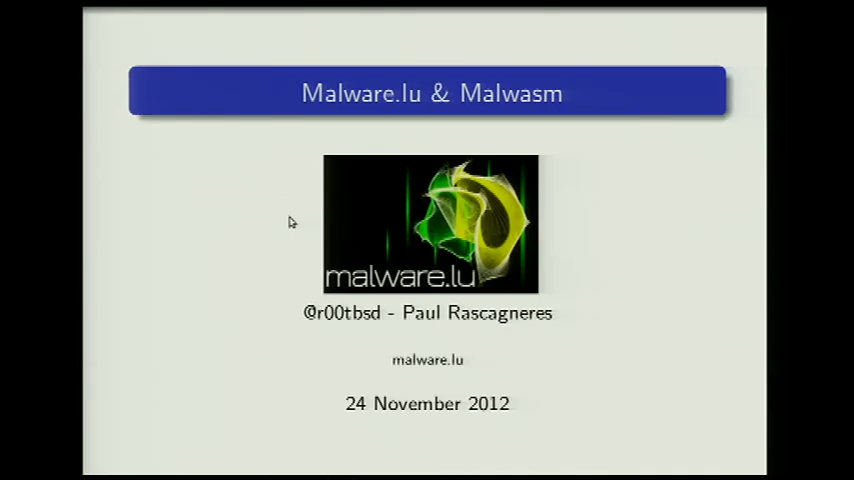 Malware.lu & Malwasm
malware.lu
@r00tbsd - Paul Rascagneres
malware.lu
24 November 2012